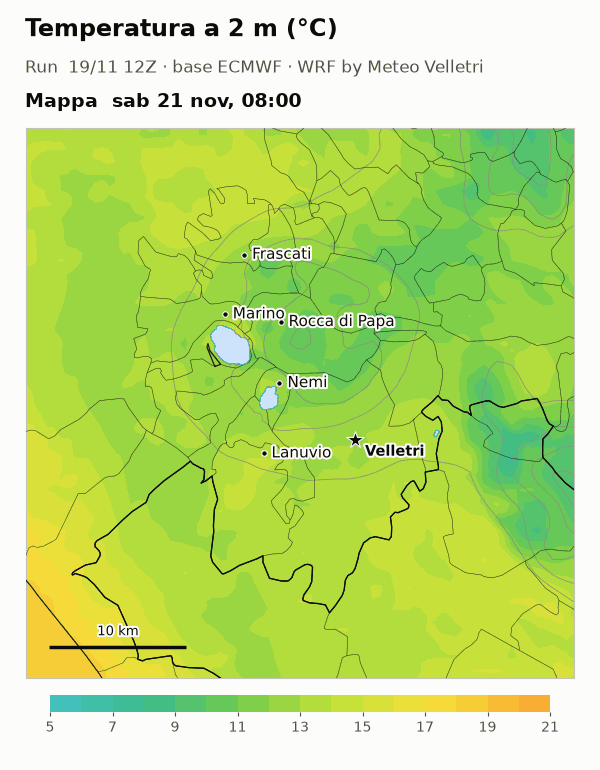 Temperatura a 2 m (°C)
Run  19/11 12Z · base ECMWF · WRF by Meteo Velletri
Mappa  sab 21 nov, 08:00
Frascati
Marino
Rocca di Papa
Nemi
Velletri
Lanuvio
10 km
5 7 9 11 13 15 17 19 21